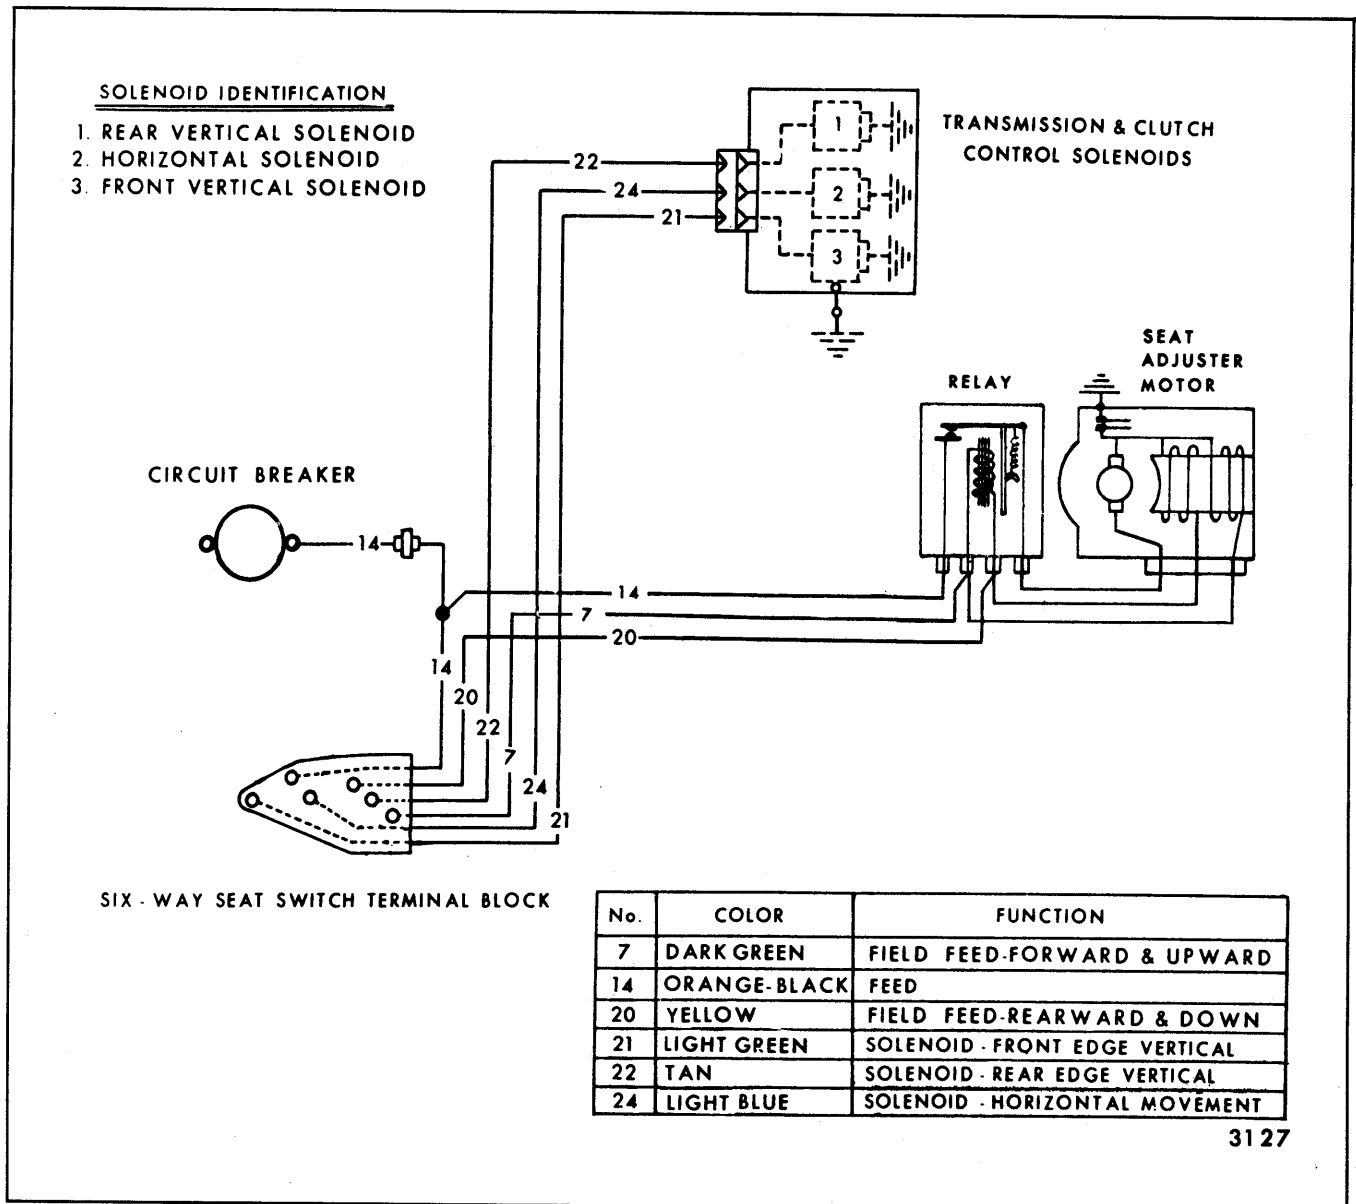 SOLENOID IDENTIFICATION
1. REAR VERTICAL SOLENOID
2. HORIZONTAL SOLENOID
3. FRONT VERTICAL SOLENOID
1
2
3
TRANSMISSION & CLUTCH
CONTROL SOLENOIDS
22
24
21
SEAT
ADJUSTER
MOTOR
RELAY
CIRCUIT BREAKER
14
14
7
20
14
20
22
7
24
21
SIX - WAY SEAT SWITCH TERMINAL BLOCK
No. COLOR FUNCTION
7 DARK GREEN FIELD FEED-FORWARD & UPWARD
14 ORANGE-BLACK FEED
20 YELLOW FIELD FEED-REARWARD & DOWN
21 LIGHT GREEN SOLENOID - FRONT EDGE VERTICAL
22 TAN SOLENOID - REAR EDGE VERTICAL
24 LIGHT BLUE SOLENOID - HORIZONTAL MOVEMENT
3127